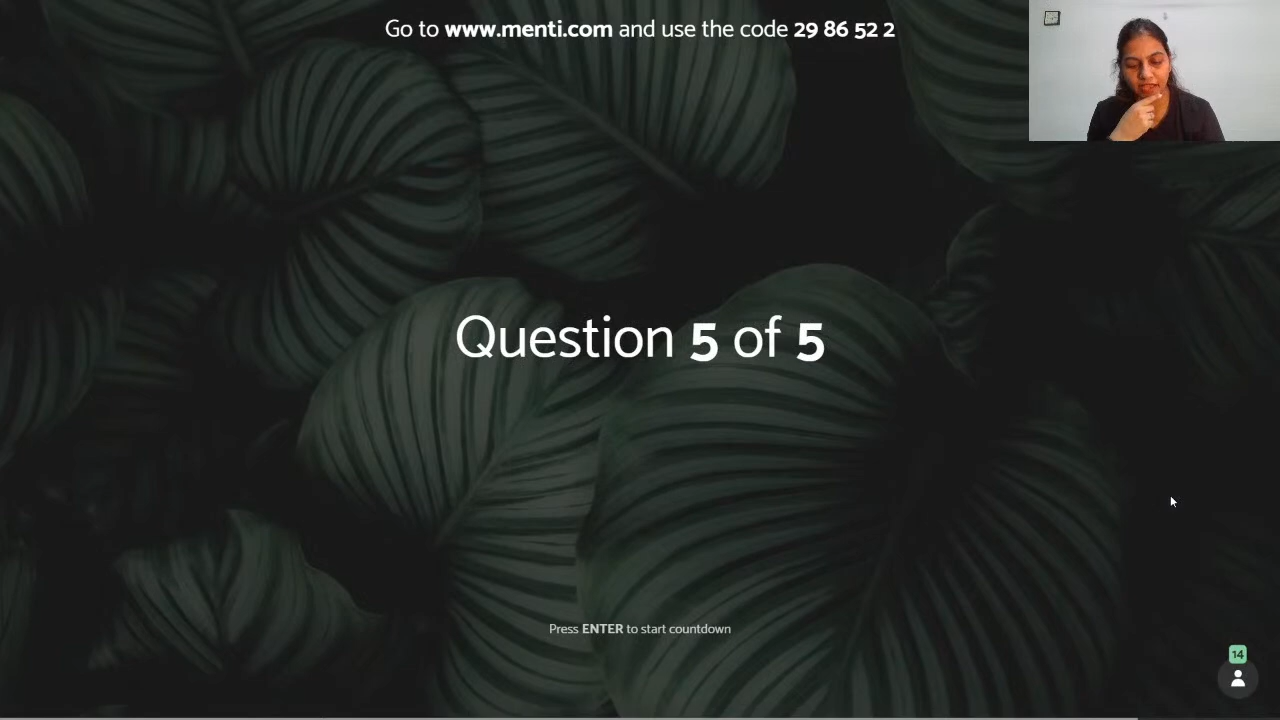 Go to www.menti.com and use the code 29 86 52 2
Question 5 of 5
Press ENTER to start countdown
14